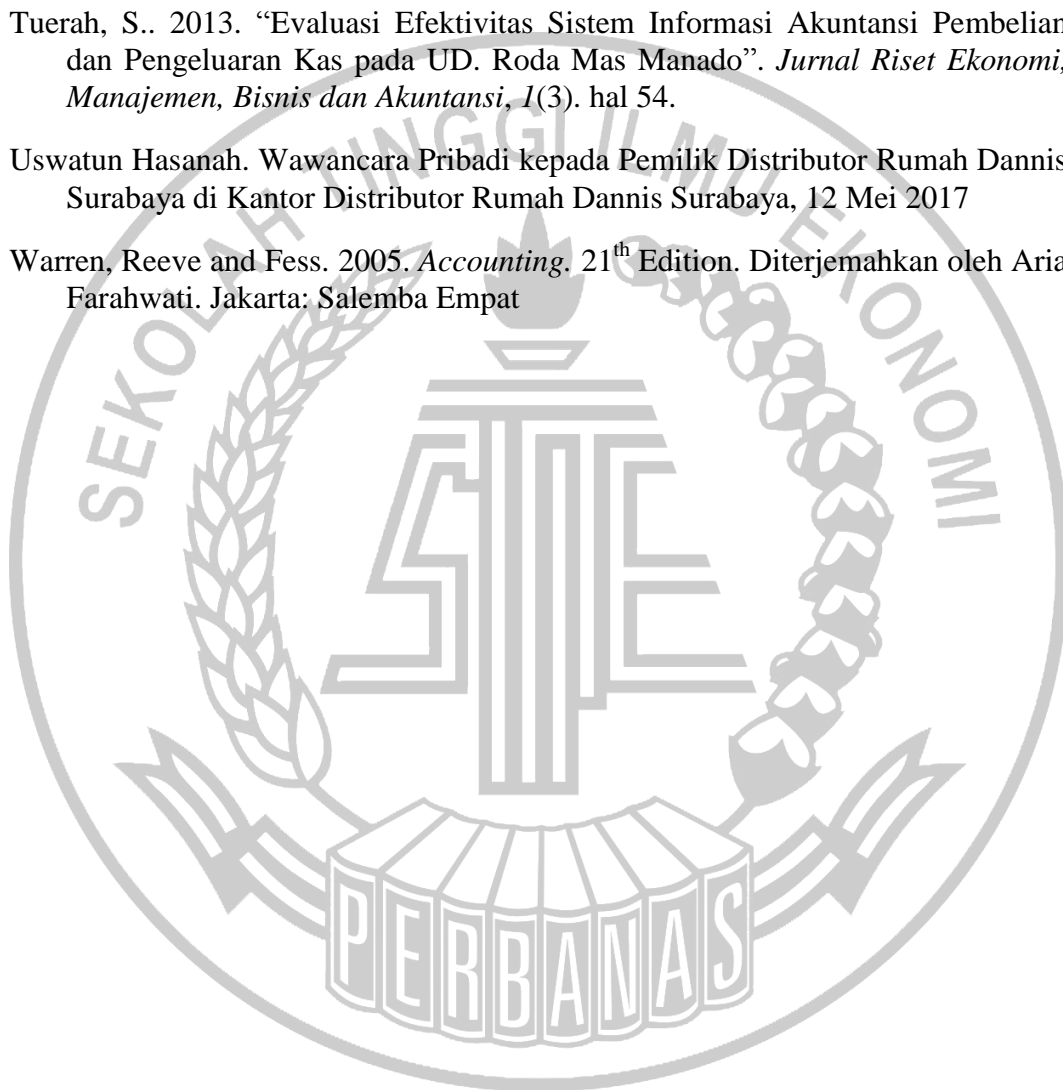 Tuerah, S.. 2013. “Evaluasi Efektivitas Sistem Informasi Akuntansi Pembelian
dan Pengeluaran Kas pada UD. Roda Mas Manado”. Jurnal Riset Ekonomi,
Manajemen, Bisnis dan Akuntansi, 1(3). hal 54.
Uswatun Hasanah. Wawancara Pribadi kepada Pemilik Distributor Rumah Dannis
Surabaya di Kantor Distributor Rumah Dannis Surabaya, 12 Mei 2017
Warren, Reeve and Fess. 2005. Accounting. 21th Edition. Diterjemahkan oleh Aria
Farahwati. Jakarta: Salemba Empat
SEKOLAH TINGGI ILMU EKONOMI
STIE
PERBANAS